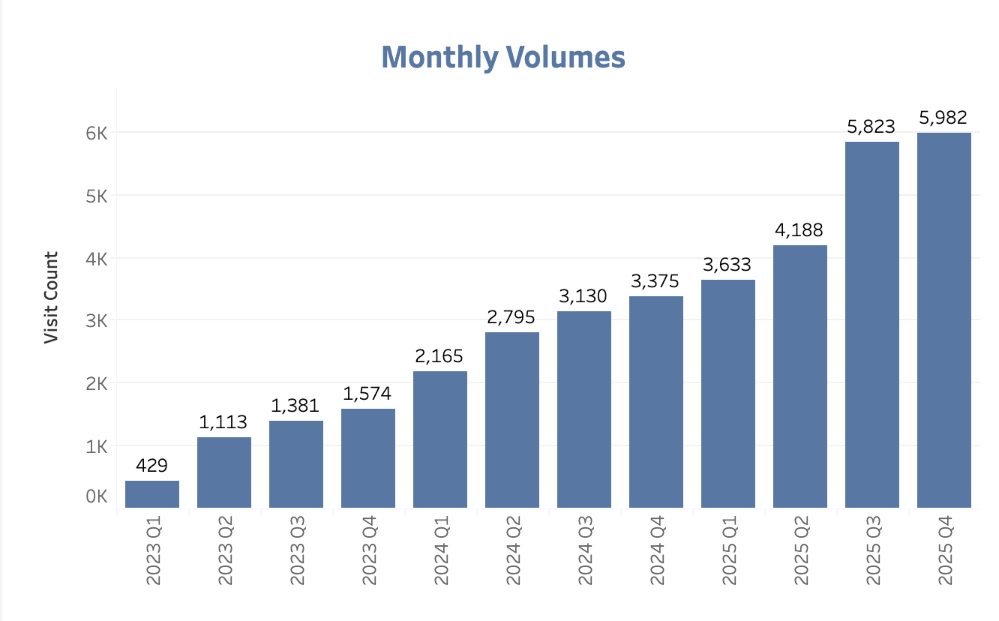 Monthly Volumes
Visit Count
6K
5K
4K
3K
2K
1K
0K
429
1,113
1,381
1,574
2,165
2,795
3,130
3,375
3,633
4,188
5,823
5,982
2023 Q1
2023 Q2
2023 Q3
2023 Q4
2024 Q1
2024 Q2
2024 Q3
2024 Q4
2025 Q1
2025 Q2
2025 Q3
2025 Q4